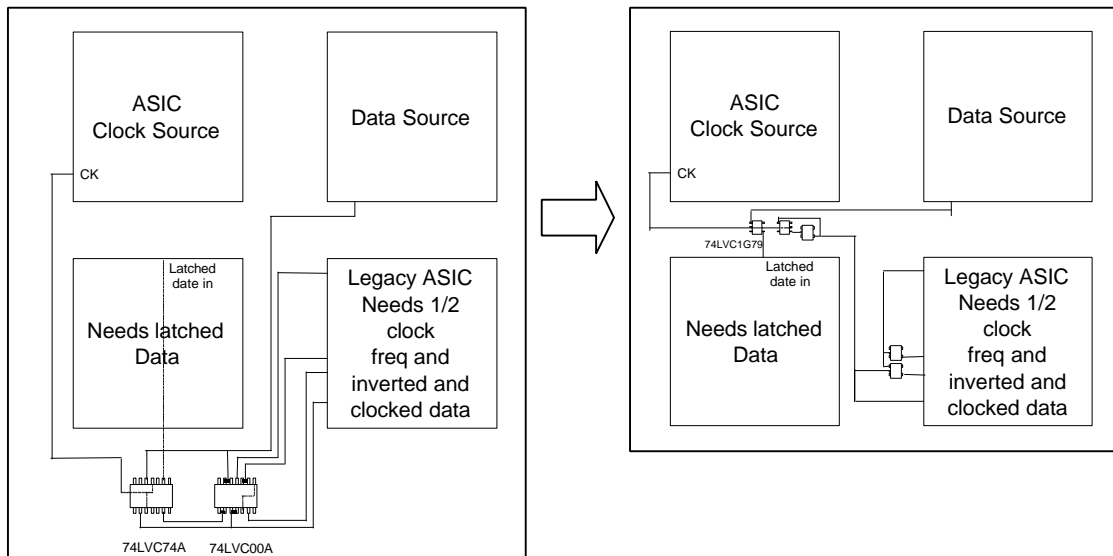 ASIC
Clock Source
CK
Data Source
Latched
date in
Needs latched
Data
Legacy ASIC
Needs 1/2
clock
freq and
inverted and
clocked data
74LVC74A
74LVC00A
ASIC
Clock Source
CK
Data Source
74LVC1G79
Latched
date in
Needs latched
Data
Legacy ASIC
Needs 1/2
clock
freq and
inverted and
clocked data